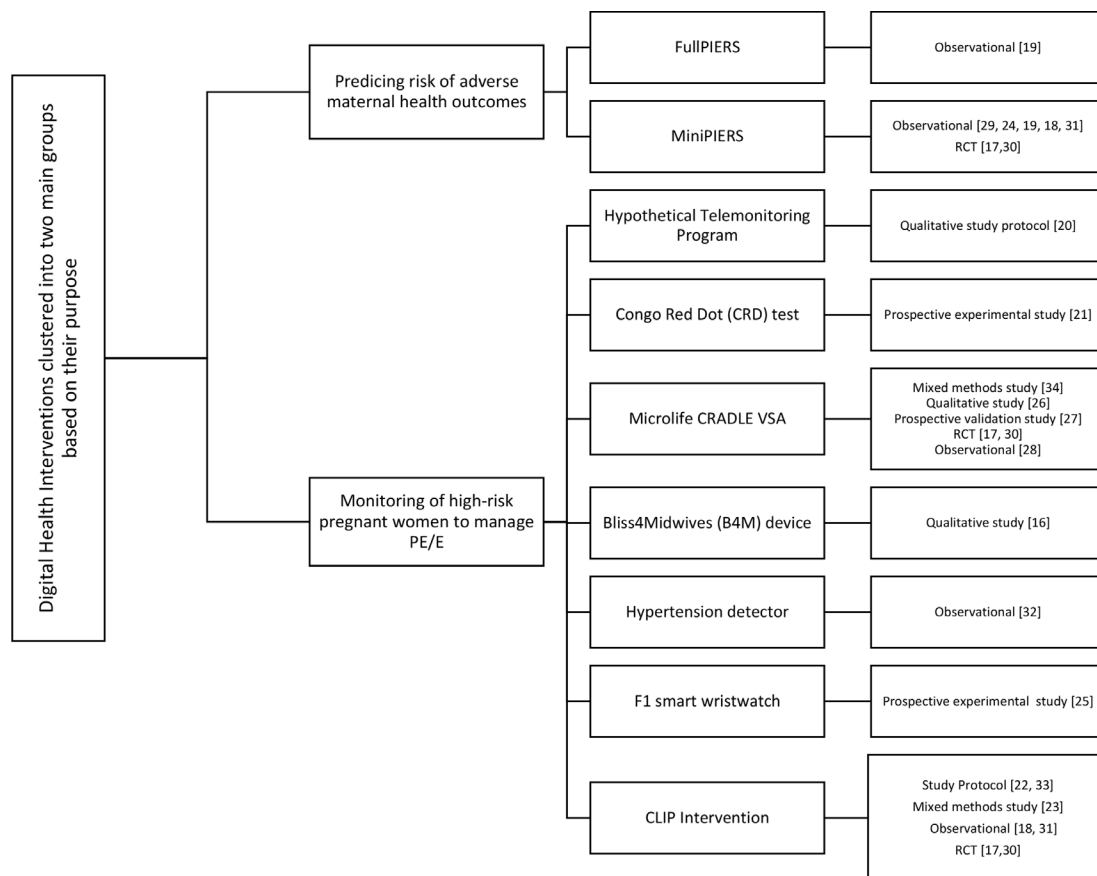 Digital Health Interventions clustered into two main groups
based on their purpose
Predicing risk of adverse
maternal health outcomes
FullPIERS
Observational [19]
MiniPIERS
Observational [29, 24, 19, 18, 31]
RCT [17,30]
Monitoring of high-risk
pregnant women to manage
PE/E
Hypothetical Telemonitoring
Program
Qualitative study protocol [20]
Congo Red Dot (CRD) test
Prospective experimental study [21]
Microlife CRADLE VSA
Mixed methods study [34]
Qualitative study [26]
Prospective validation study [27]
RCT [17, 30]
Observational [28]
Bliss4Midwives (B4M) device
Qualitative study [16]
Hypertension detector
Observational [32]
F1 smart wristwatch
Prospective experimental  study [25]
CLIP Intervention
Study Protocol [22, 33]
Mixed methods study [23]
Observational [18, 31]
RCT [17,30]